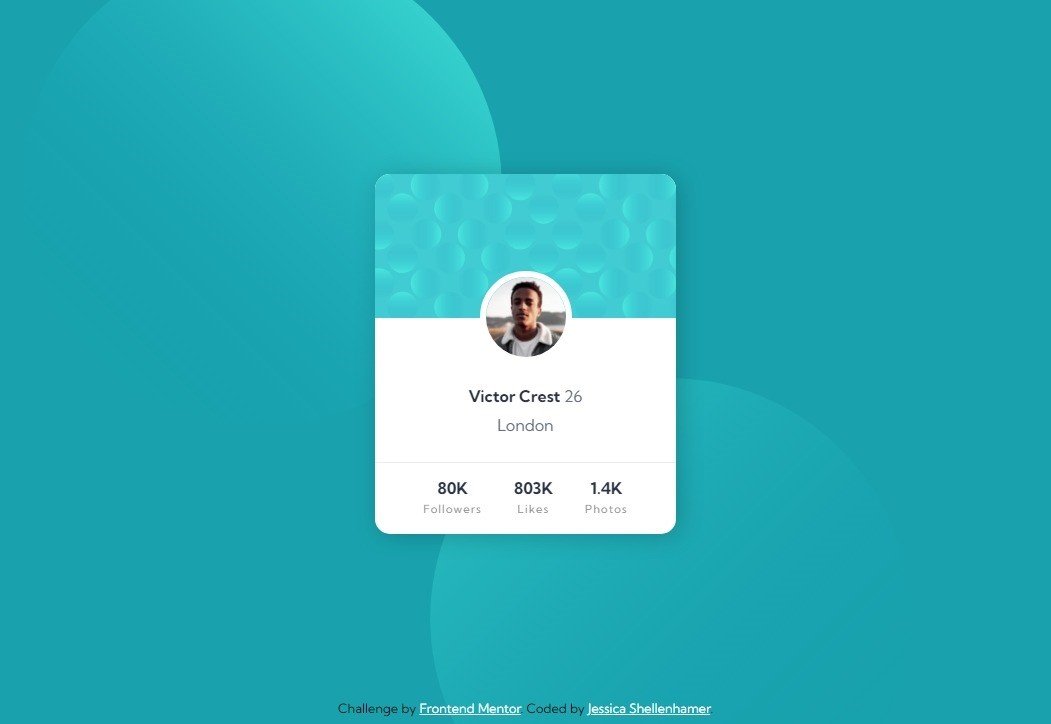 Victor Crest 26
London
80K 803K 1.4K
Followers Likes Photos
Challenge by Frontend Mentor. Coded by Jessica Shellenhamer